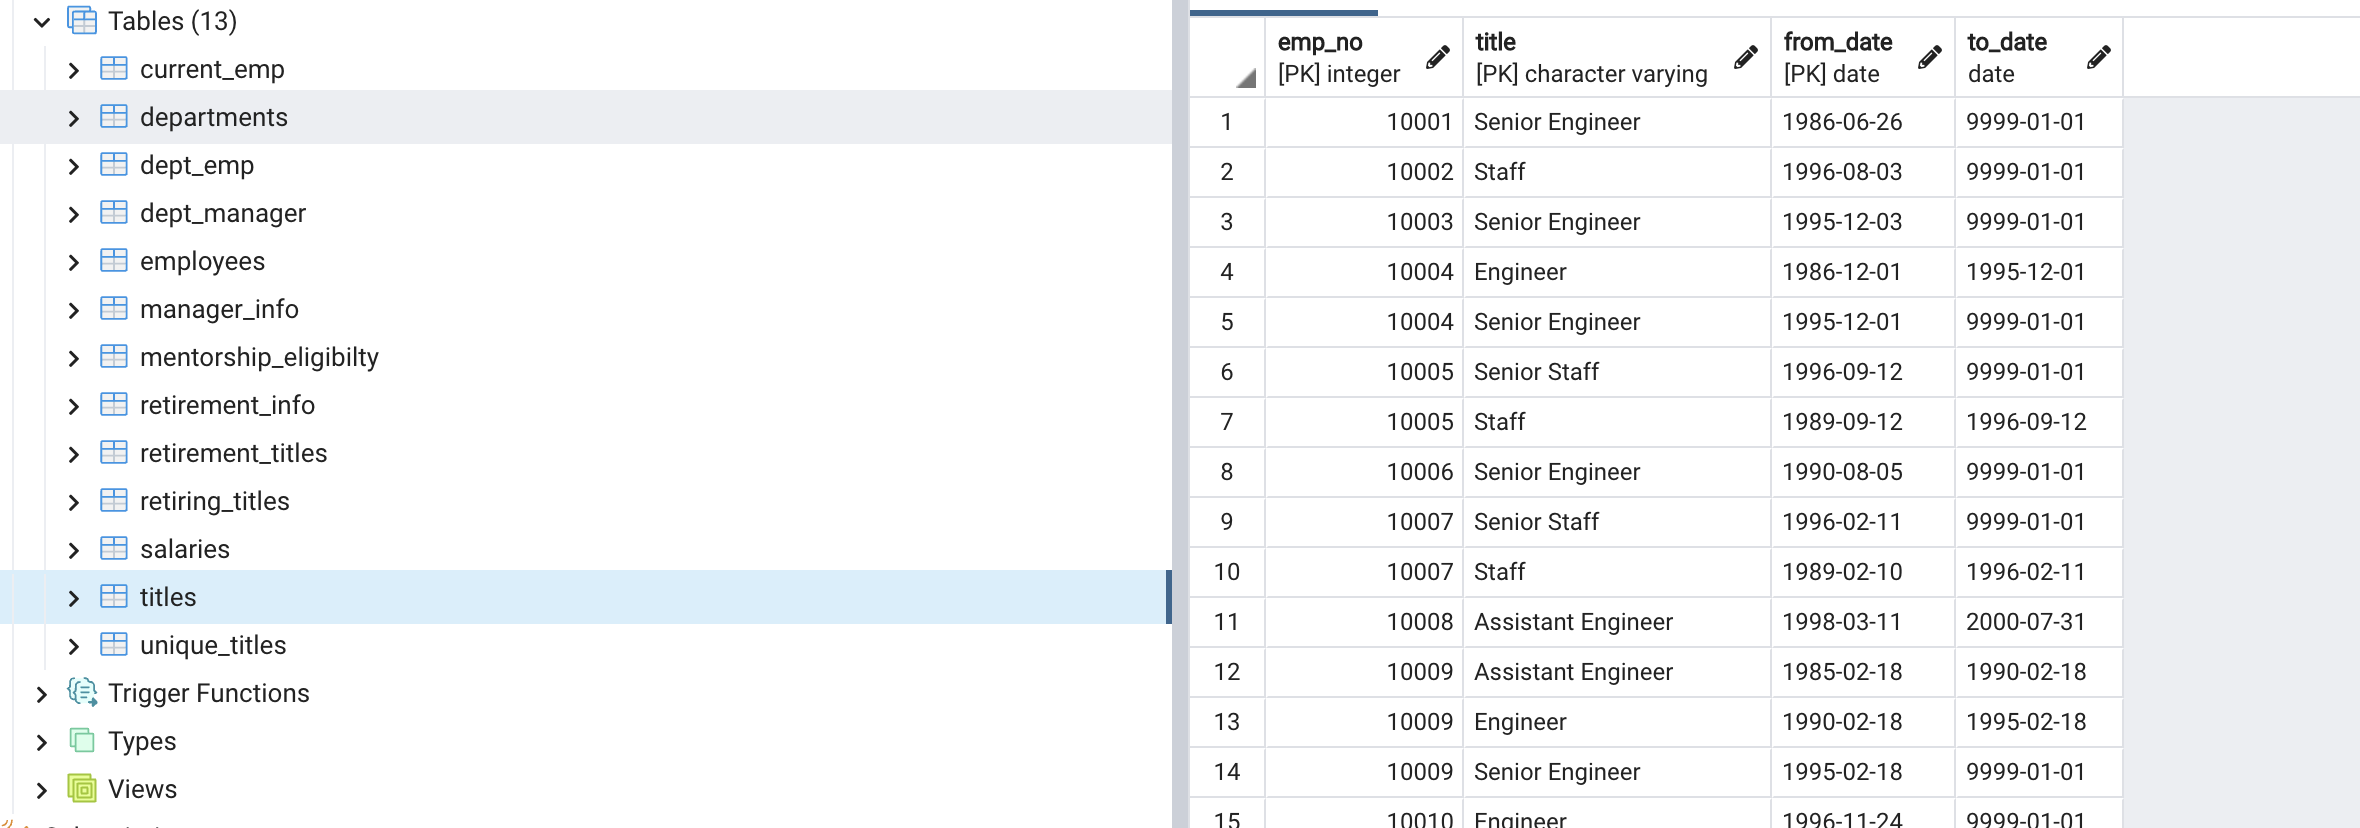 Tables (13)
current_emp
departments
dept_emp
dept_manager
employees
manager_info
mentorship_eligibilty
retirement_info
retirement_titles
retiring_titles
salaries
titles
unique_titles
Trigger Functions
Types
Views
emp_no title from_date to_date
[PK] integer [PK] character varying [PK] date date
1 10001 Senior Engineer 1986-06-26 9999-01-01
2 10002 Staff 1996-08-03 9999-01-01
3 10003 Senior Engineer 1995-12-03 9999-01-01
4 10004 Engineer 1986-12-01 1995-12-01
5 10004 Senior Engineer 1995-12-01 9999-01-01
6 10005 Senior Staff 1996-09-12 9999-01-01
7 10005 Staff 1989-09-12 1996-09-12
8 10006 Senior Engineer 1990-08-05 9999-01-01
9 10007 Senior Staff 1996-02-11 9999-01-01
10 10007 Staff 1989-02-10 1996-02-11
11 10008 Assistant Engineer 1998-03-11 2000-07-31
12 10009 Assistant Engineer 1985-02-18 1990-02-18
13 10009 Engineer 1990-02-18 1995-02-18
14 10009 Senior Engineer 1995-02-18 9999-01-01
15 10010 Engineer 1996-11-24 9999-01-01